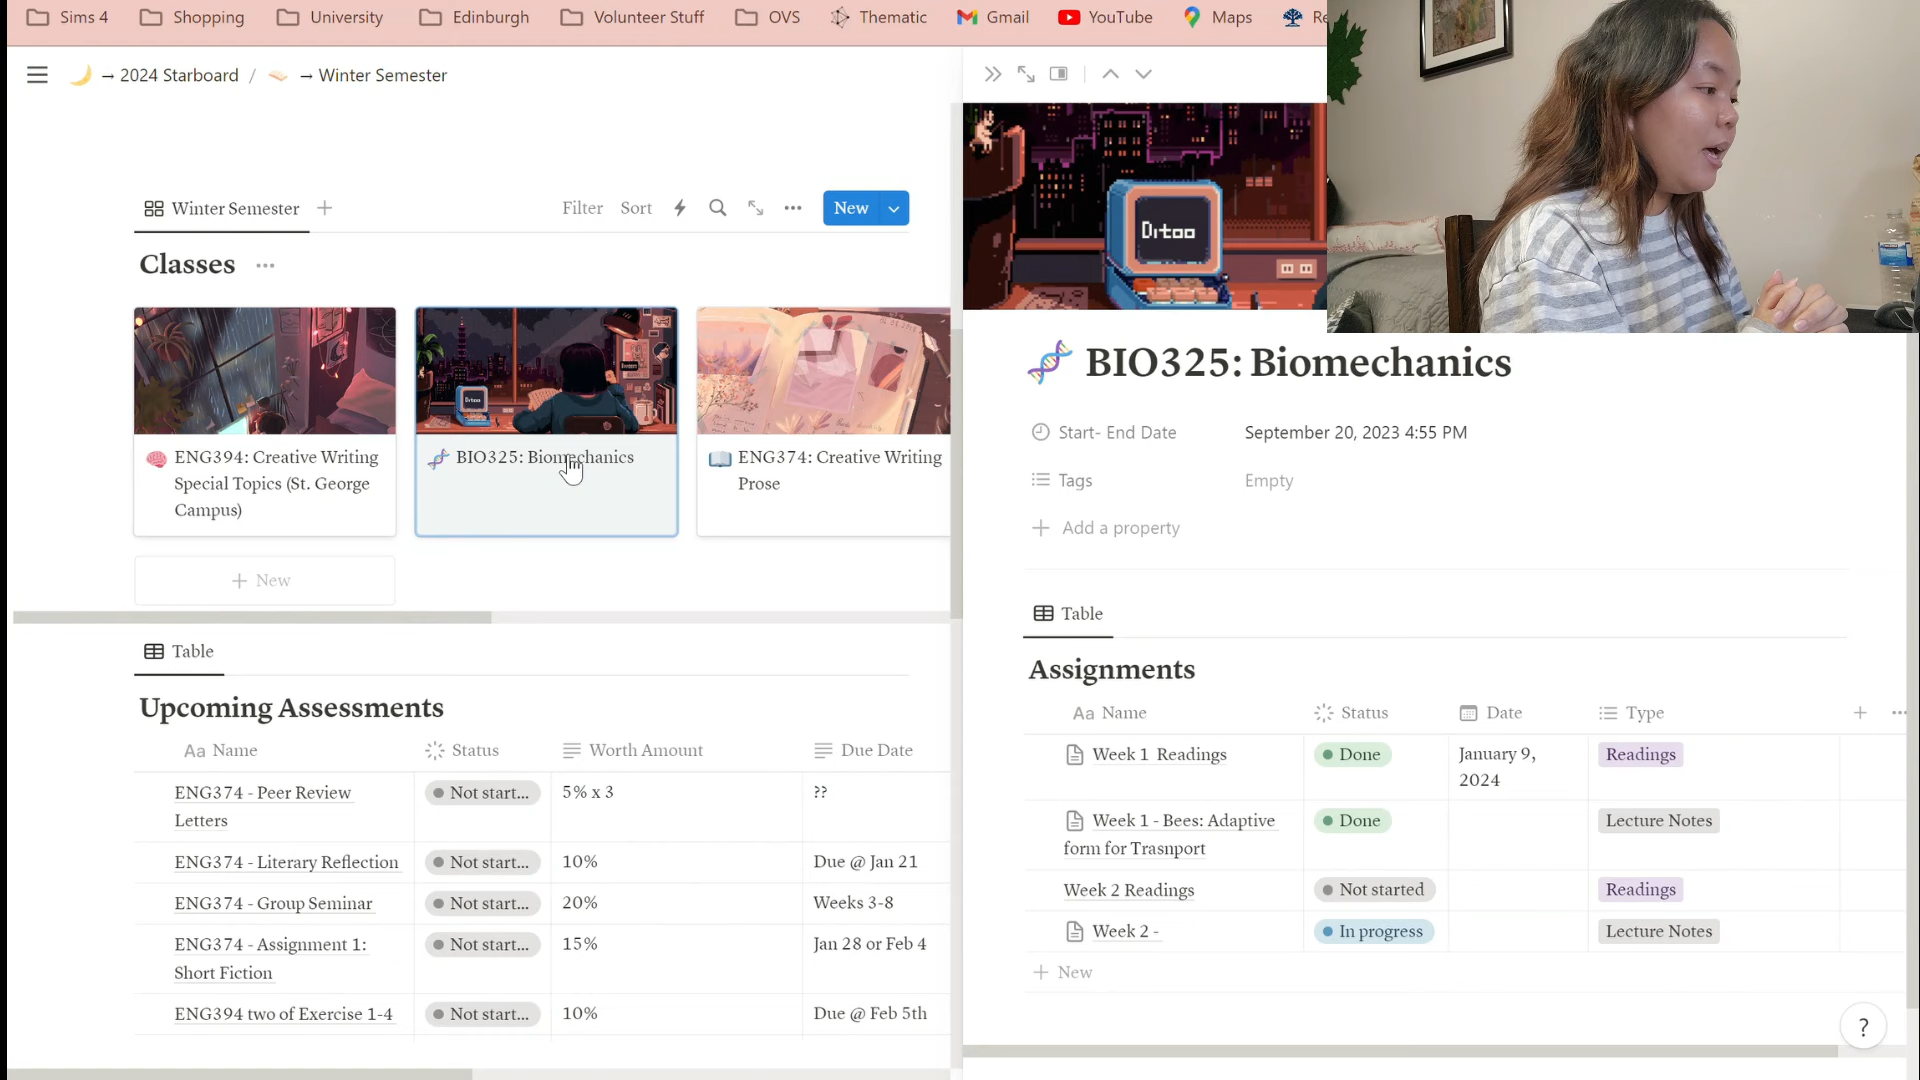 Sims 4 Shopping University Edinburgh Volunteer Stuff OVS Thematic Gmail YouTube Maps Re
→ 2024 Starboard / → Winter Semester
Winter Semester
Filter Sort New
Classes
ENG394: Creative Writing
Special Topics (St. George
Campus)
BIO325: Biomechanics
ENG374: Creative Writing
Prose
+ New
Table
Upcoming Assessments
Aa Name Status Worth Amount Due Date
ENG374 - Peer Review
Letters
Not start... 5% x 3 ??
ENG374 - Literary Reflection Not start... 10% Due @ Jan 21
ENG374 - Group Seminar Not start... 20% Weeks 3-8
ENG374 - Assignment 1:
Short Fiction
Not start... 15% Jan 28 or Feb 4
ENG394 two of Exercise 1-4 Not start... 10% Due @ Feb 5th
Ditoo
Ditoo
BIO325: Biomechanics
Start- End Date September 20, 2023 4:55 PM
Tags Empty
+ Add a property
Table
Assignments
Aa Name Status Date Type
Week 1 Readings Done January 9,
2024
Readings
Week 1 - Bees: Adaptive
form for Trasnport
Done Lecture Notes
Week 2 Readings Not started Readings
Week 2 - In progress Lecture Notes
+ New
?